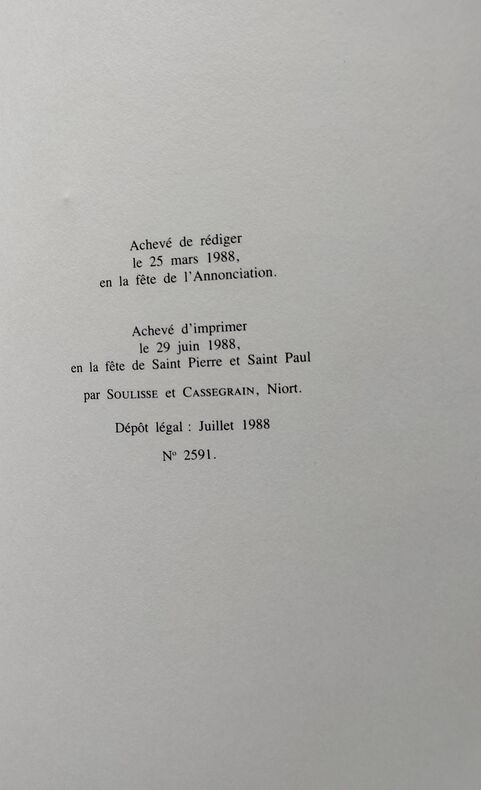 Achevé de rédiger
le 25 mars 1988,
en la fête de l'Annonciation.
Achevé d'imprimer
le 29 juin 1988,
en la fête de Saint Pierre et Saint Paul
par SOULISSE et CASSEGRAIN, Niort.
Dépôt légal : Juillet 1988
Nº 2591.